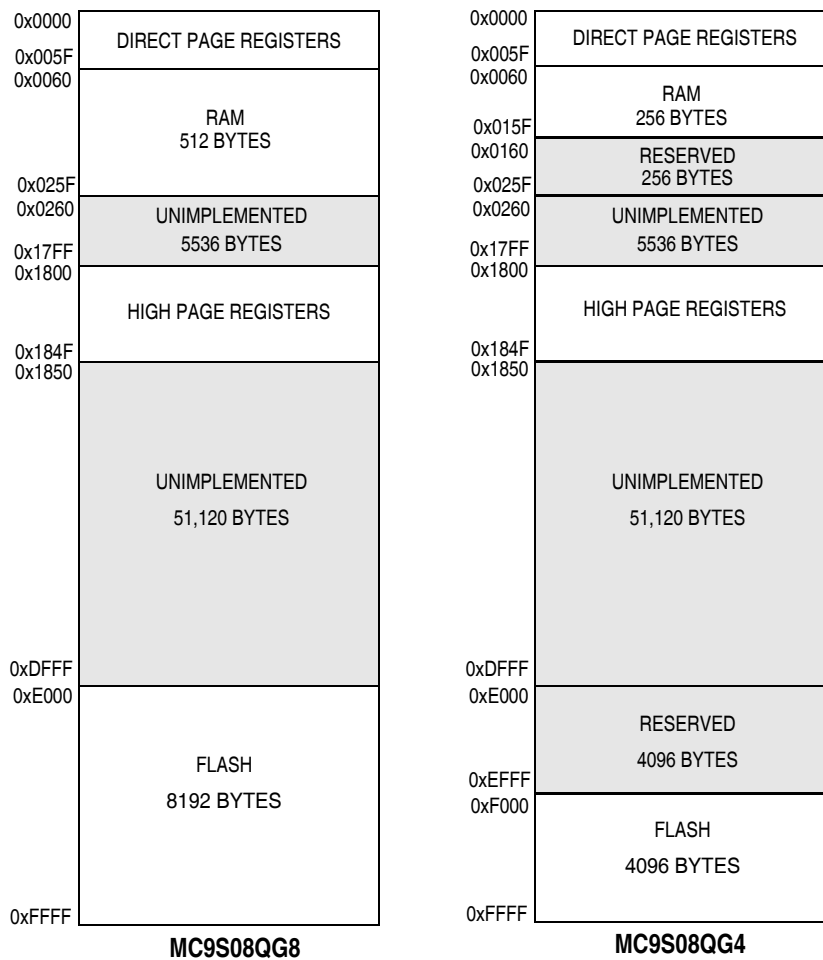 0x0000
DIRECT PAGE REGISTERS
0x005F
0x0060
RAM
512 BYTES
0x025F
0x0260
UNIMPLEMENTED
5536 BYTES
0x17FF
0x1800
HIGH PAGE REGISTERS
0x184F
0x1850
UNIMPLEMENTED
51,120 BYTES
0xDFFF
0xE000
FLASH
8192 BYTES
0xFFFF
MC9S08QG8
0x0000
DIRECT PAGE REGISTERS
0x005F
0x0060
RAM
256 BYTES
0x015F
0x0160
RESERVED
256 BYTES
0x025F
0x0260
UNIMPLEMENTED
5536 BYTES
0x17FF
0x1800
HIGH PAGE REGISTERS
0x184F
0x1850
UNIMPLEMENTED
51,120 BYTES
0xDFFF
0xE000
RESERVED
4096 BYTES
0xEFFF
0xF000
FLASH
4096 BYTES
0xFFFF
MC9S08QG4